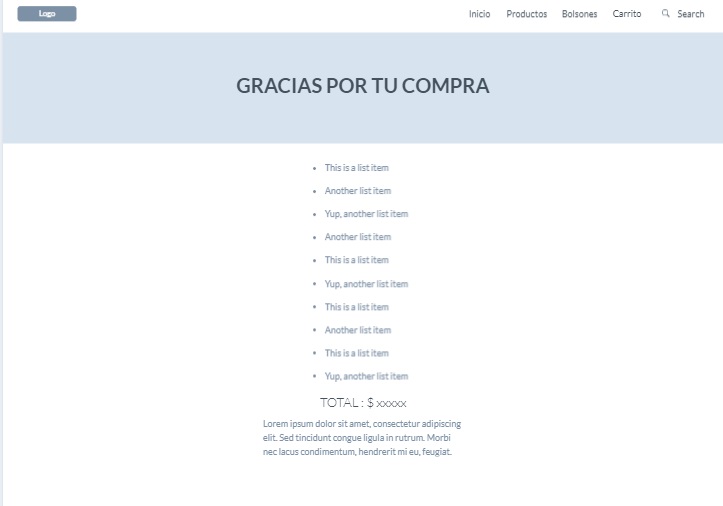 Logo
Inicio Productos Bolsones Carrito Search
GRACIAS POR TU COMPRA
• This is a list item
• Another list item
• Yup, another list item
• Another list item
• This is a list item
• Yup, another list item
• This is a list item
• Another list item
• This is a list item
• Yup, another list item
TOTAL : $ xxxxx
Lorem ipsum dolor sit amet, consectetur adipiscing
elit. Sed tincidunt congue ligula in rutrum. Morbi
nec lacus condimentum, hendrerit mi eu, feugiat.